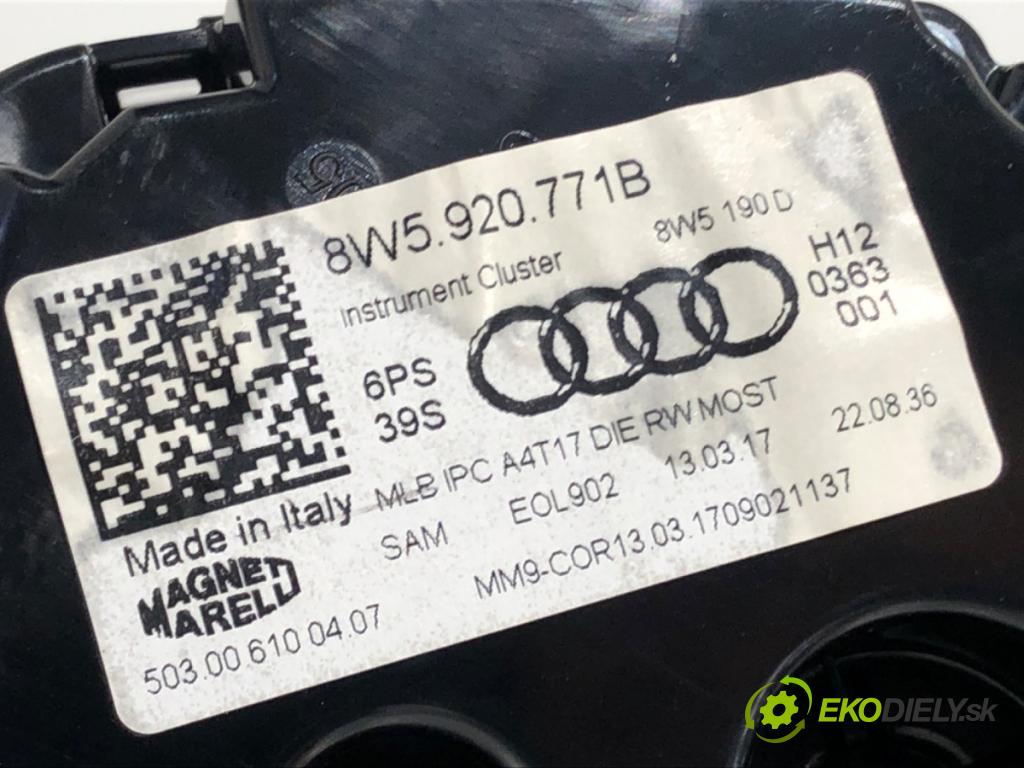 8W5.920.771B
Instrument Cluster
8W5 190 D
H12
0363
001
6PS
39S
MLB IPC A4T17 DIE RW MOST
Made in Italy
SAM EOL902 13.03.17 22.08.36
MAGNETI
MARELLI
MM9-COR13.03.1709021137
503.00 610 04.07
EKODIELY.sk